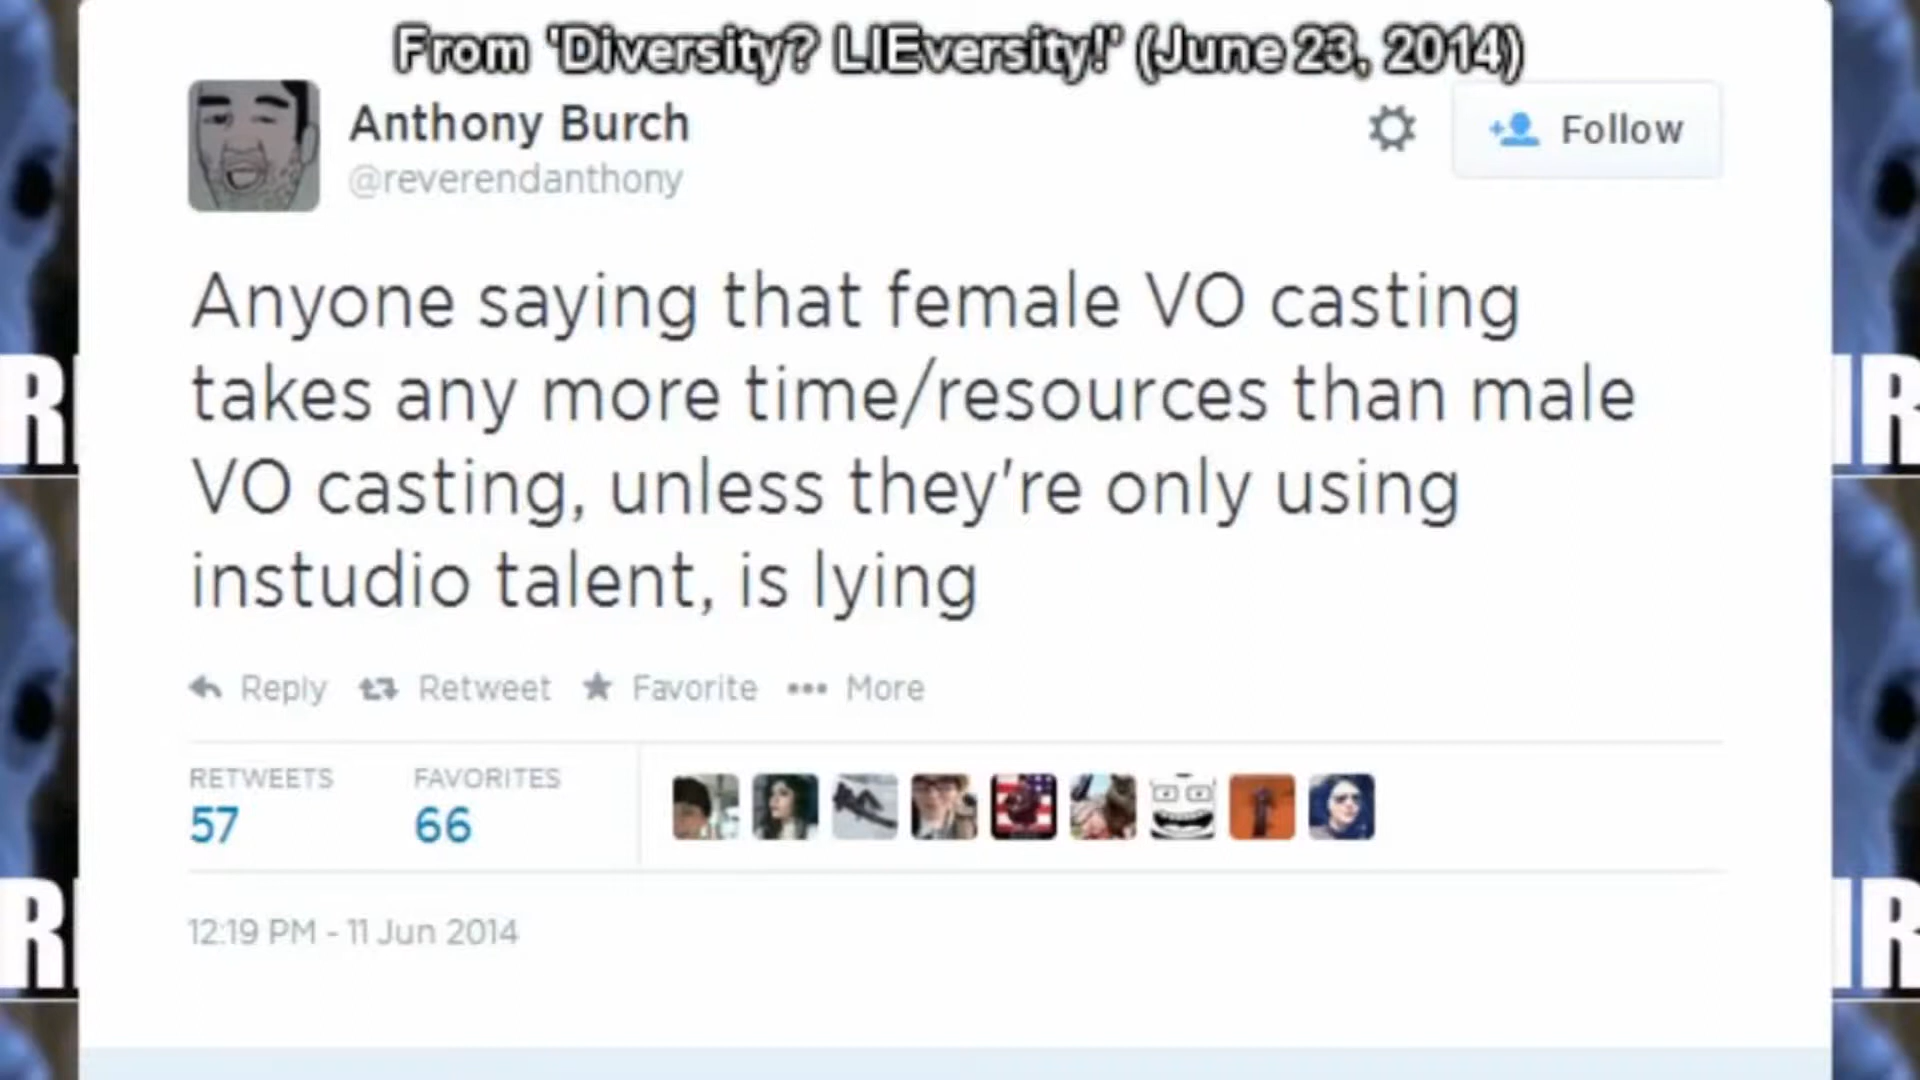 From 'Diversity? LIEversity!' (June 23, 2014)
Anthony Burch
@reverendanthony
Follow
Anyone saying that female VO casting
takes any more time/resources than male
VO casting, unless they're only using
instudio talent, is lying
Reply Retweet Favorite More
RETWEETS FAVORITES
57 66
12:19 PM - 11 Jun 2014